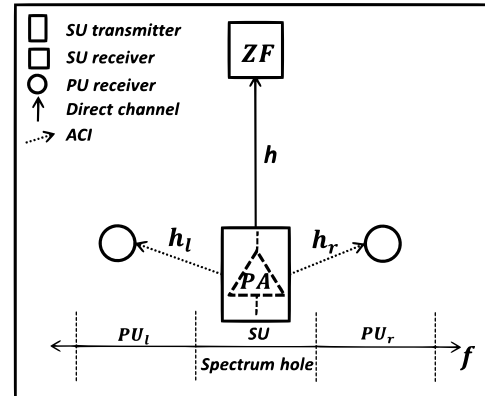 SU transmitter
SU receiver
PU receiver
Direct channel
ACI
ZF
h
h_l
h_r
PA
PU_l
SU
PU_r
Spectrum hole
f